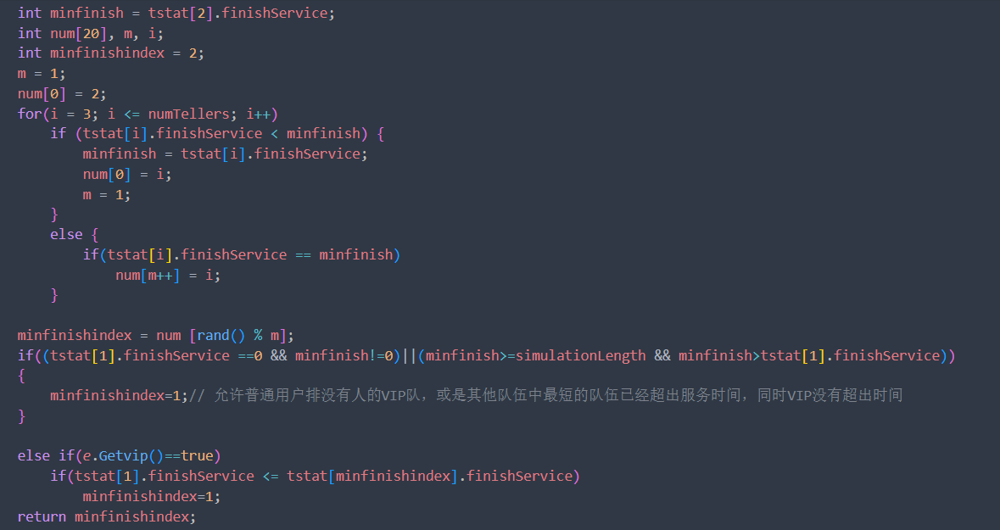 int minfinish = tstat[2].finishService;
int num[20], m, i;
int minfinishindex = 2;
m = 1;
num[0] = 2;
for(i = 3; i <= numTellers; i++)
    if (tstat[i].finishService < minfinish) {
        minfinish = tstat[i].finishService;
        num[0] = i;
        m = 1;
    }
    else {
        if(tstat[i].finishService == minfinish)
            num[m++] = i;
    }

minfinishindex = num [rand() % m];
if((tstat[1].finishService ==0 && minfinish!=0)||(minfinish>=simulationLength && minfinish>tstat[1].finishService))
{
    minfinishindex=1;// 允许普通用户排没有人的VIP队，或是其他队伍中最短的队伍已经超出服务时间，同时VIP没有超出时间
}

else if(e.Getvip()==true)
    if(tstat[1].finishService <= tstat[minfinishindex].finishService)
        minfinishindex=1;
return minfinishindex;